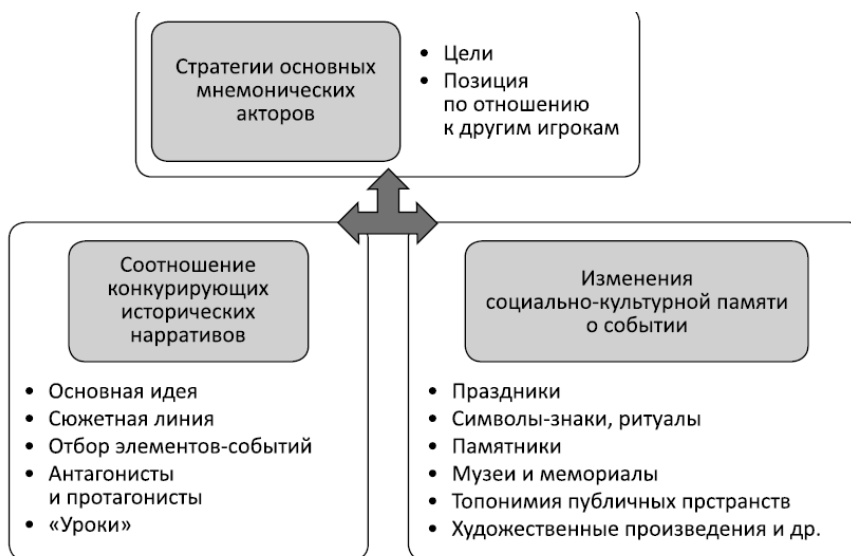 Стратегии основных
мнемонических
акторов
• Цели
• Позиция
по отношению
к другим игрокам
Соотношение
конкурирующих
исторических
нарративов
• Основная идея
• Сюжетная линия
• Отбор элементов-событий
• Антагонисты
и протагонисты
• «Уроки»
Изменения
социально-культурной памяти
о событии
• Праздники
• Символы-знаки, ритуалы
• Памятники
• Музеи и мемориалы
• Топонимия публичных прстранств
• Художественные произведения и др.